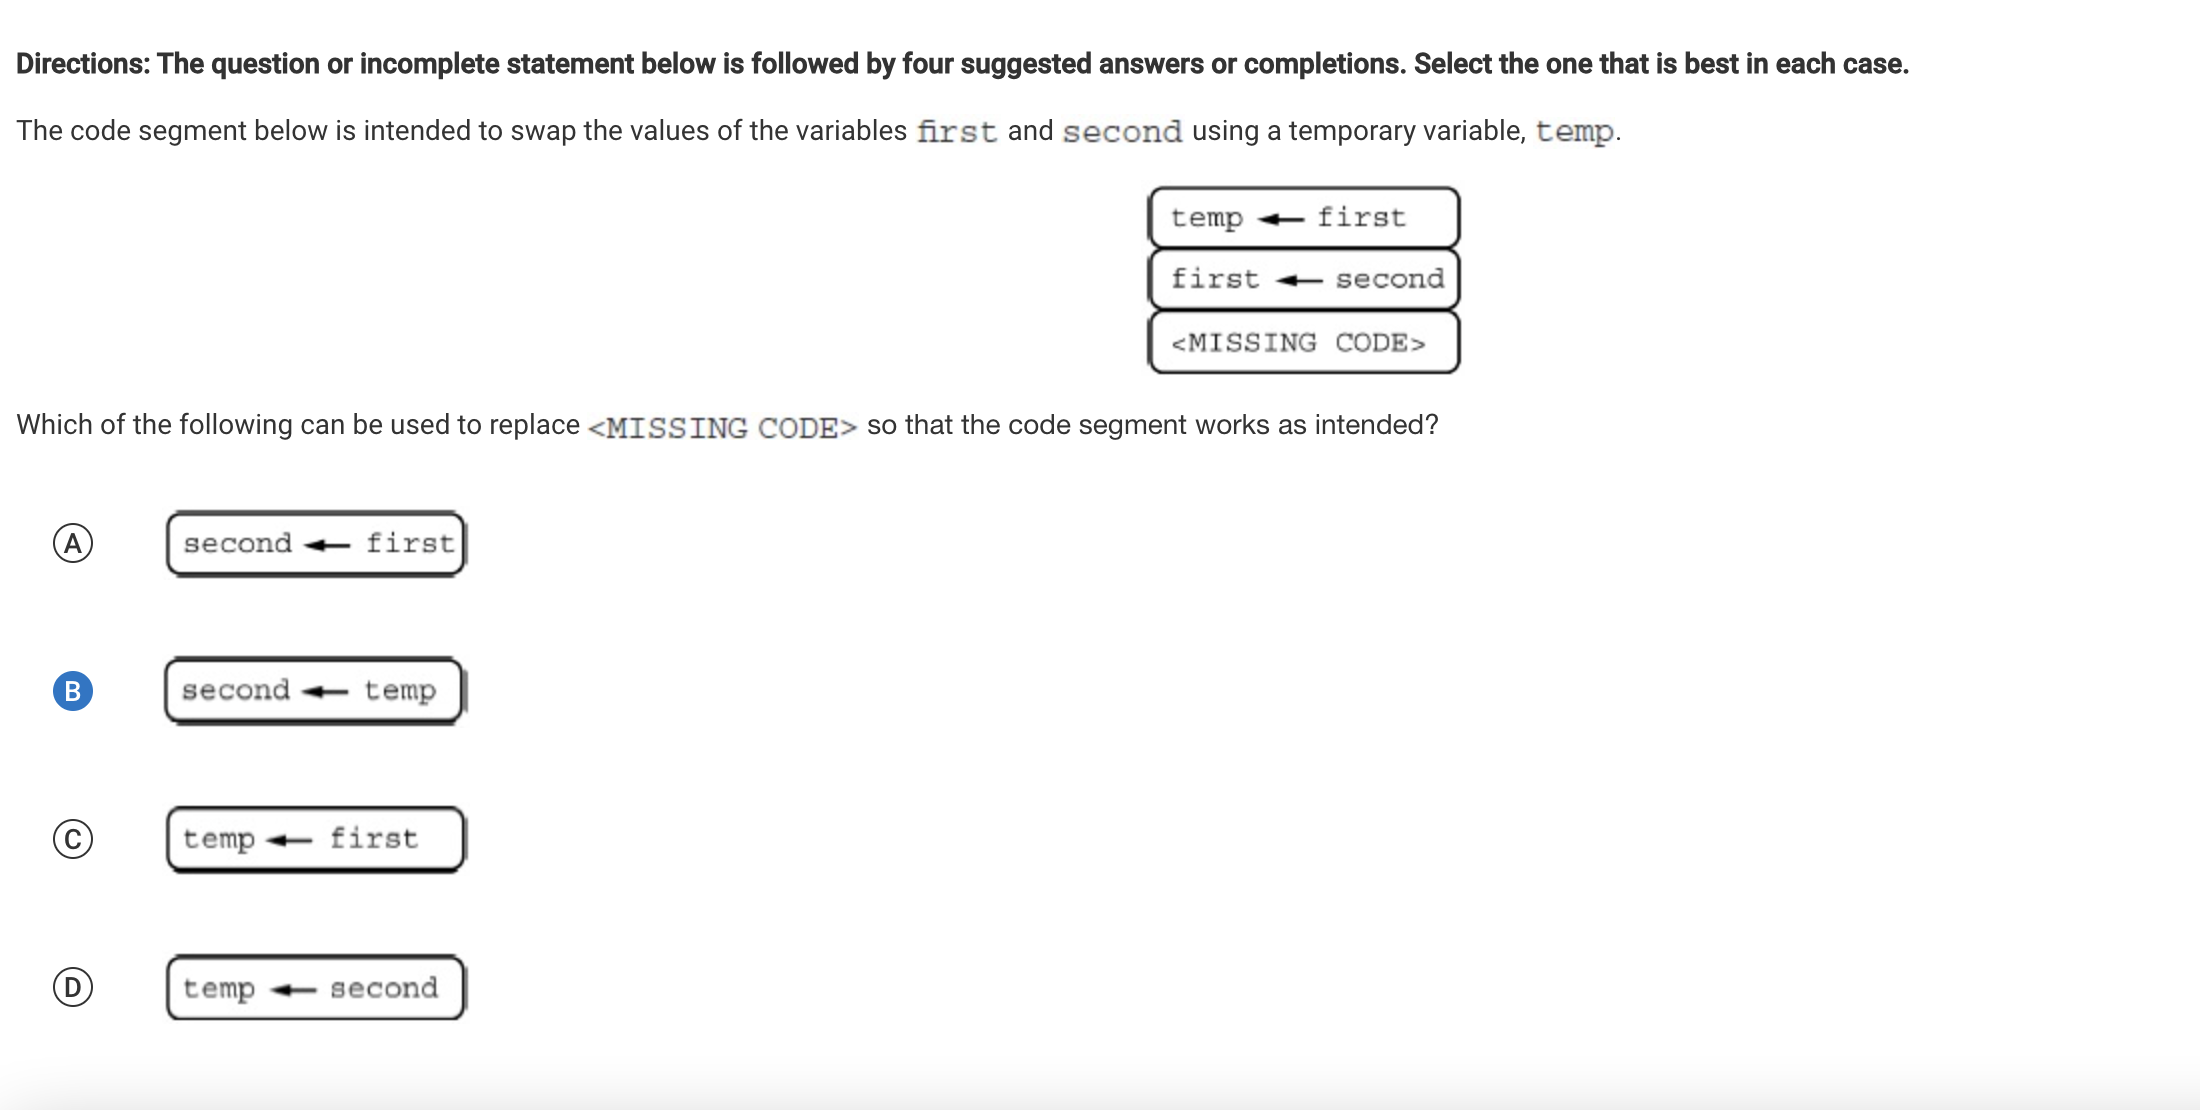 Directions: The question or incomplete statement below is followed by four suggested answers or completions. Select the one that is best in each case.
The code segment below is intended to swap the values of the variables first and second using a temporary variable, temp.
temp ← first
first ← second
<MISSING CODE>
Which of the following can be used to replace <MISSING CODE> so that the code segment works as intended?
A second ← first
B second ← temp
C temp ← first
D temp ← second